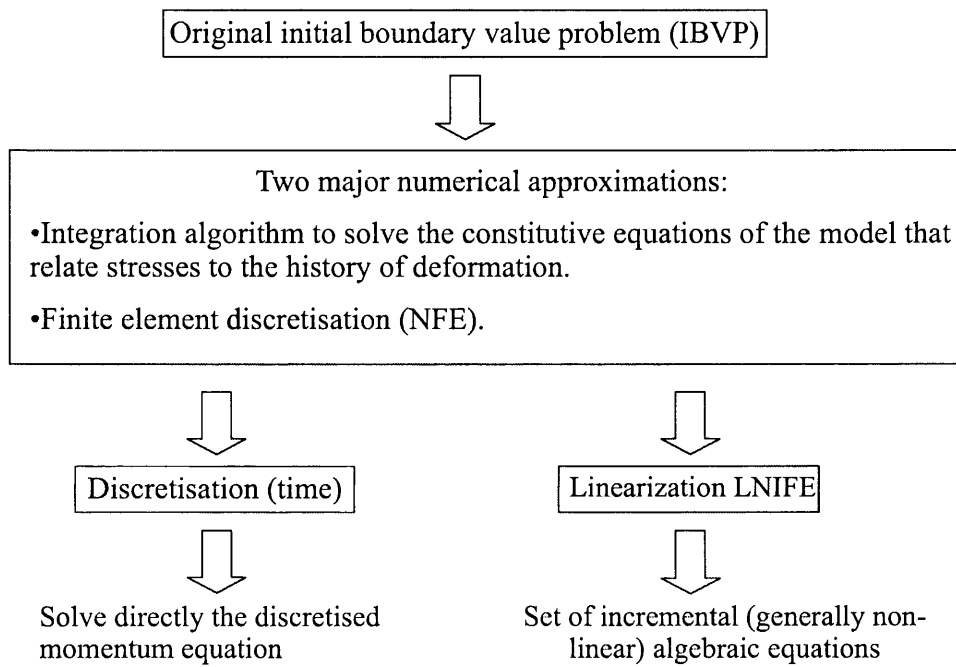 Original initial boundary value problem (IBVP)
Two major numerical approximations:
•Integration algorithm to solve the constitutive equations of the model that
relate stresses to the history of deformation.
•Finite element discretisation (NFE).
Discretisation (time)
Linearization LNIFE
Solve directly the discretised
momentum equation
Set of incremental (generally non-
linear) algebraic equations